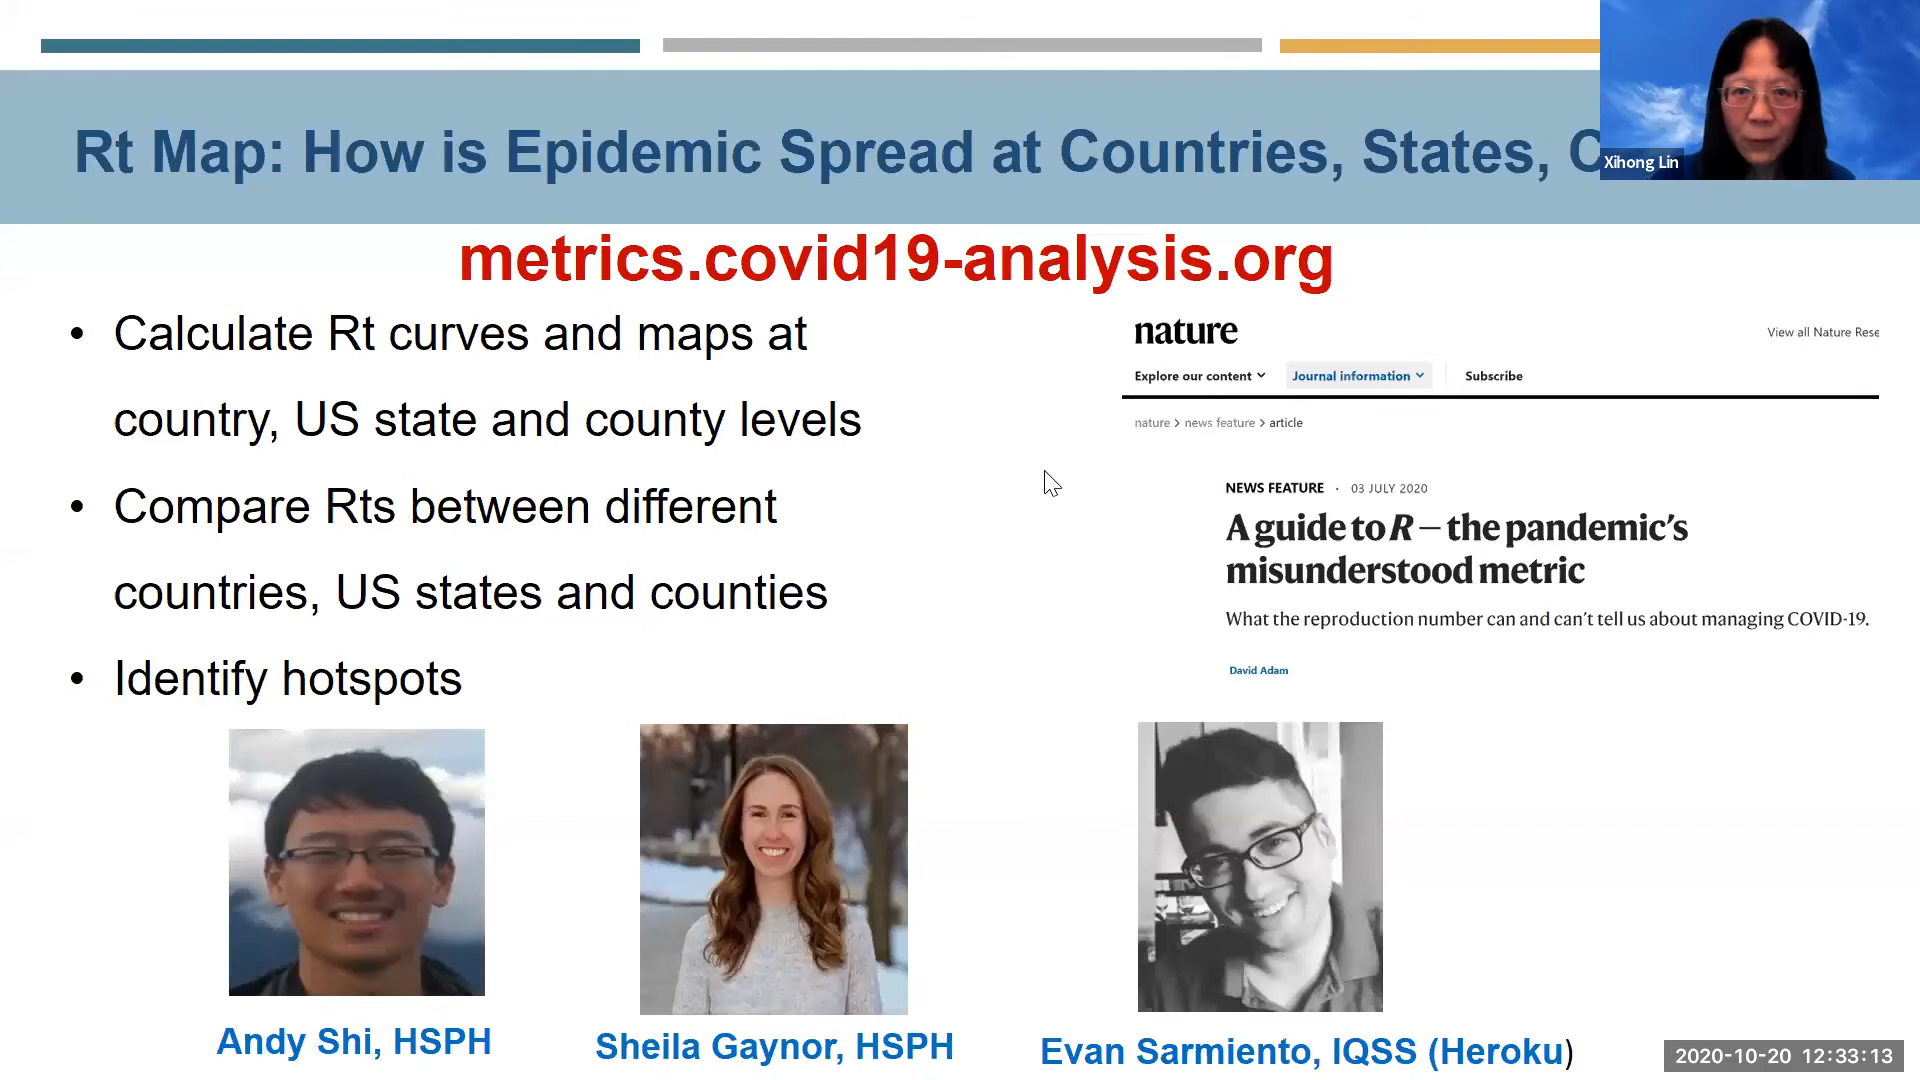 Rt Map: How is Epidemic Spread at Countries, States, C
Xihong Lin
metrics.covid19-analysis.org
• Calculate Rt curves and maps at
country, US state and county levels
• Compare Rts between different
countries, US states and counties
• Identify hotspots
nature
View all Nature Rese
Explore our content
Journal information
Subscribe
nature > news feature > article
NEWS FEATURE · 03 JULY 2020
A guide to R — the pandemic’s
misunderstood metric
What the reproduction number can and can’t tell us about managing COVID-19.
David Adam
Andy Shi, HSPH
Sheila Gaynor, HSPH
Evan Sarmiento, IQSS (Heroku)
2020-10-20 12:33:13